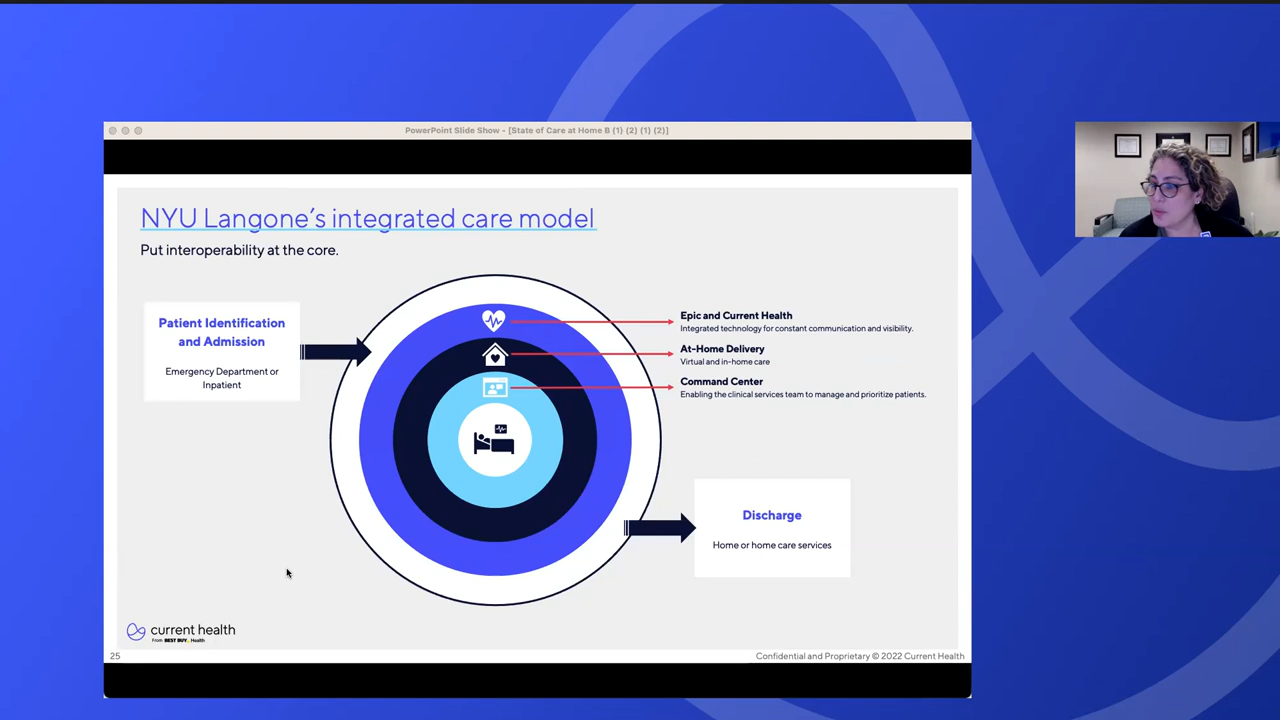 PowerPoint Slide Show - [State of Care at Home B (1) (2) (1) (2)]
NYU Langone's integrated care model
Put interoperability at the core.
Patient Identification
and Admission
Emergency Department or
Inpatient
Epic and Current Health
Integrated technology for constant communication and visibility.
At-Home Delivery
Virtual and in-home care
Command Center
Enabling the clinical services team to manage and prioritize patients.
Discharge
Home or home care services
current health
From BEST BUY Health
25
Confidential and Proprietary © 2022 Current Health